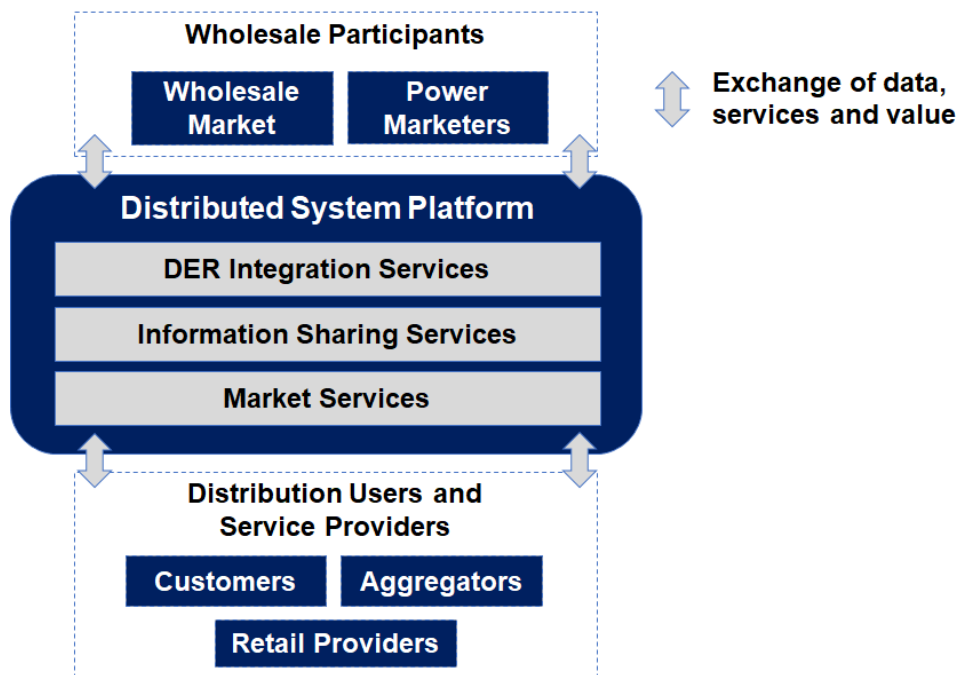 Wholesale Participants
Wholesale
Market
Power
Marketers
Exchange of data,
services and value
Distributed System Platform
DER Integration Services
Information Sharing Services
Market Services
Distribution Users and
Service Providers
Customers
Aggregators
Retail Providers